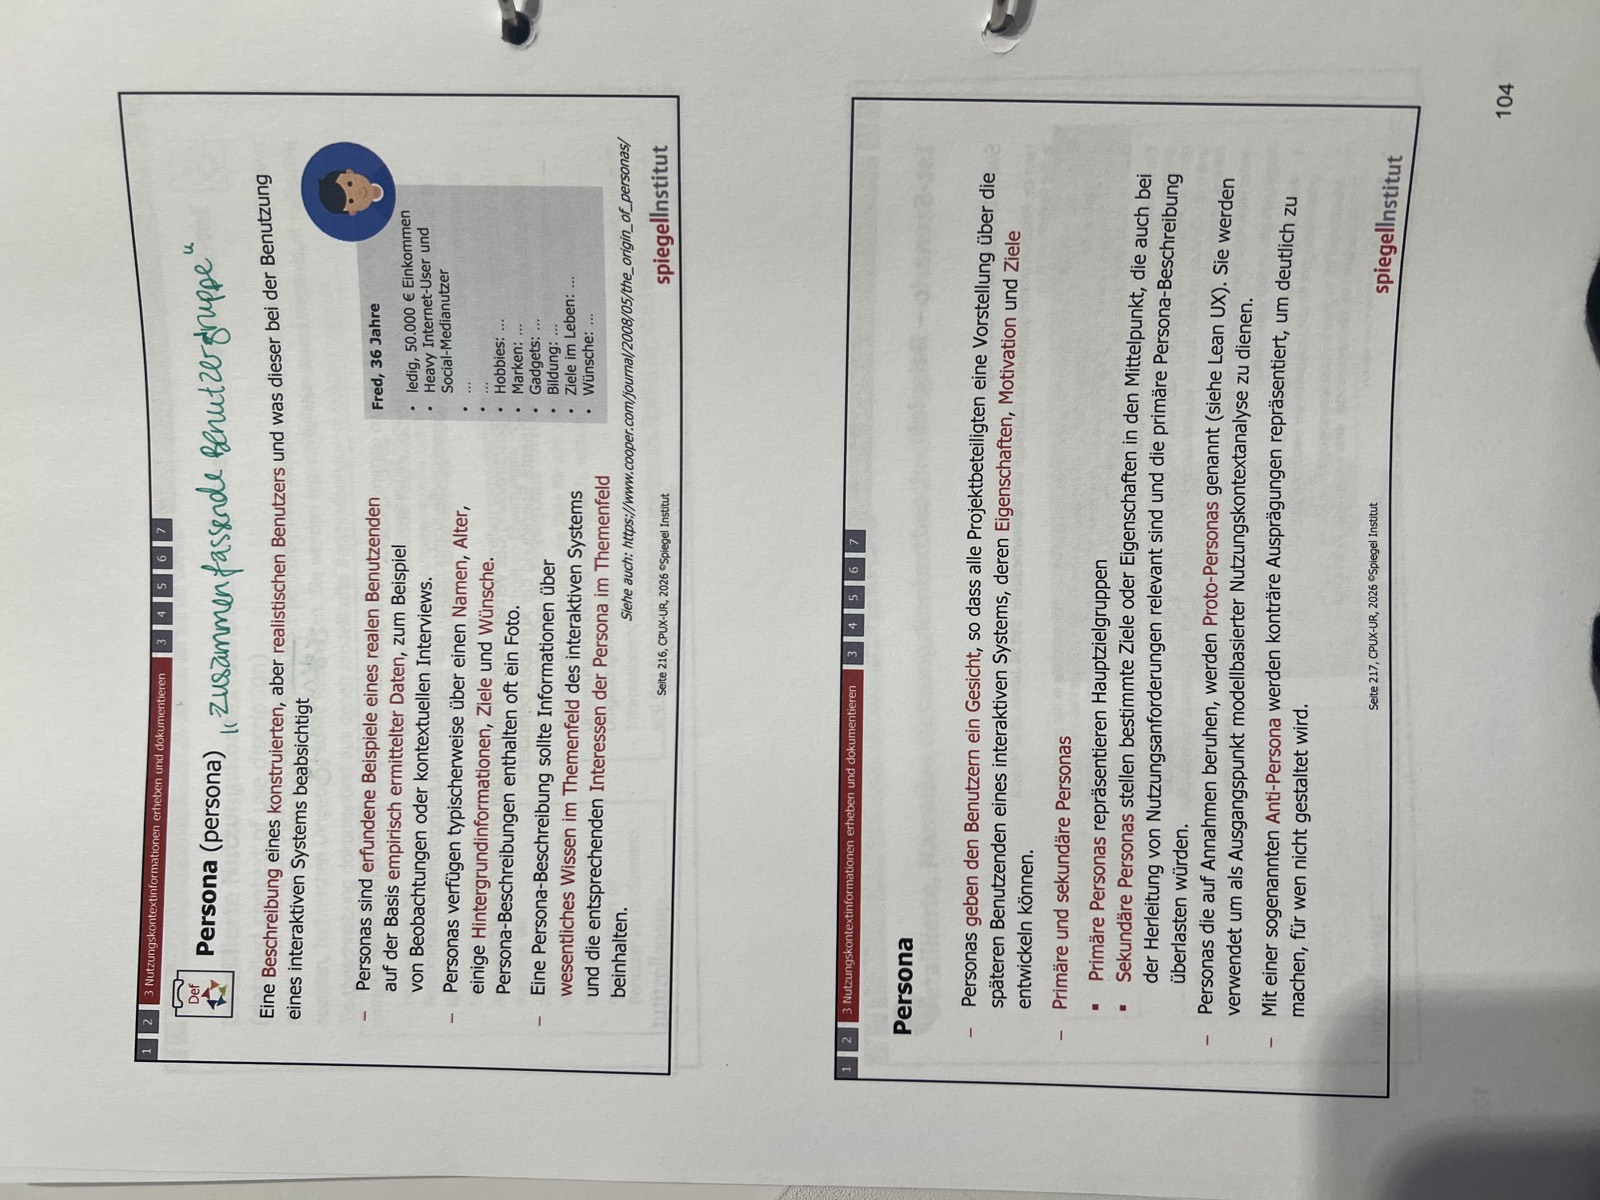 1 2 3 Nutzungskontextinformationen erheben und dokumentieren 3 4 5 6 7
Def
Persona (persona) „zusammenfassende Benutzergruppe“
Eine Beschreibung eines konstruierten, aber realistischen Benutzers und was dieser bei der Benutzung
eines interaktiven Systems beabsichtigt
– Personas sind erfundene Beispiele eines realen Benutzenden
auf der Basis empirisch ermittelter Daten, zum Beispiel
von Beobachtungen oder kontextuellen Interviews.
– Personas verfügen typischerweise über einen Namen, Alter,
einige Hintergrundinformationen, Ziele und Wünsche.
Persona-Beschreibungen enthalten oft ein Foto.
– Eine Persona-Beschreibung sollte Informationen über
wesentliches Wissen im Themenfeld des interaktiven Systems
und die entsprechenden Interessen der Persona im Themenfeld
beinhalten.
Fred, 36 Jahre
• ledig, 50.000 € Einkommen
• Heavy Internet-User und
Social-Medianutzer
• ...
• ...
• Hobbies: ...
• Marken: ...
• Gadgets: ...
• Bildung: ...
• Ziele im Leben: ...
• Wünsche: ...
Siehe auch: https://www.cooper.com/journal/2008/05/the_origin_of_personas/
Seite 216, CPUX-UR, 2026 ©Spiegel Institut
spiegelInstitut
1 2 3 Nutzungskontextinformationen erheben und dokumentieren 3 4 5 6 7
Persona
– Personas geben den Benutzern ein Gesicht, so dass alle Projektbeteiligten eine Vorstellung über die
späteren Benutzenden eines interaktiven Systems, deren Eigenschaften, Motivation und Ziele
entwickeln können.
– Primäre und sekundäre Personas
▪ Primäre Personas repräsentieren Hauptzielgruppen
▪ Sekundäre Personas stellen bestimmte Ziele oder Eigenschaften in den Mittelpunkt, die auch bei
der Herleitung von Nutzungsanforderungen relevant sind und die primäre Persona-Beschreibung
überlasten würden.
– Personas die auf Annahmen beruhen, werden Proto-Personas genannt (siehe Lean UX). Sie werden
verwendet um als Ausgangspunkt modellbasierter Nutzungskontextanalyse zu dienen.
– Mit einer sogenannten Anti-Persona werden konträre Ausprägungen repräsentiert, um deutlich zu
machen, für wen nicht gestaltet wird.
Seite 217, CPUX-UR, 2026 ©Spiegel Institut
spiegelInstitut
104